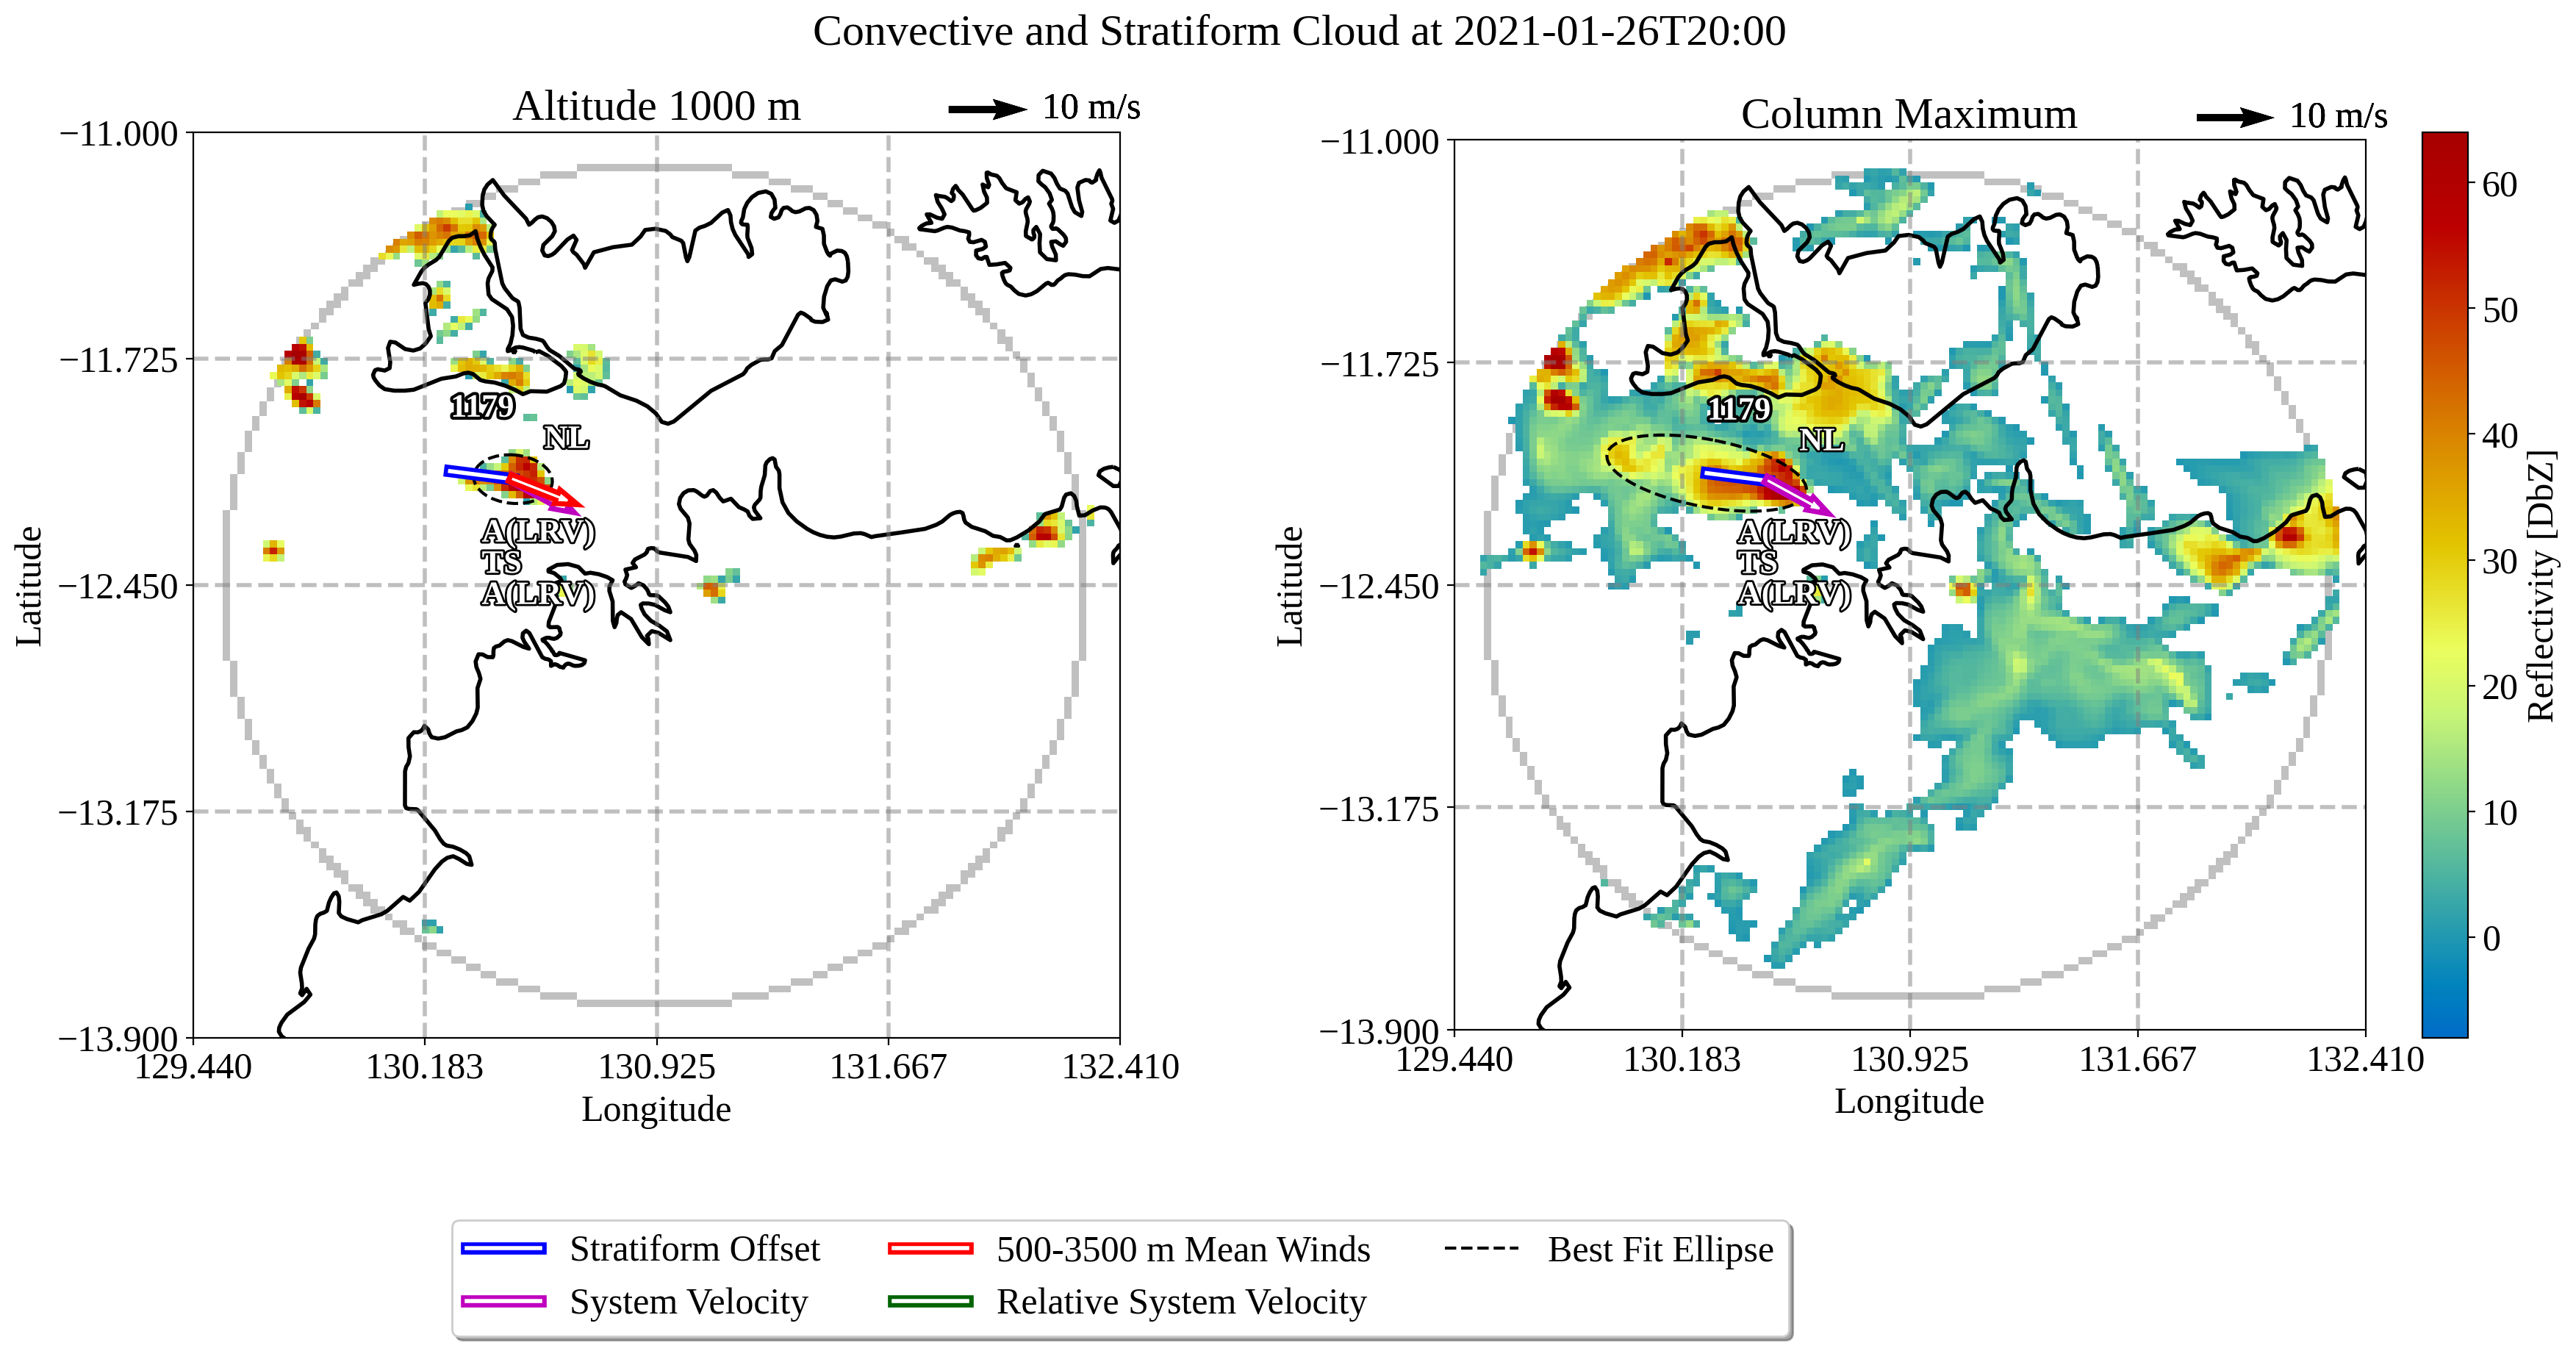 Convective and Stratiform Cloud at 2021-01-26T20:00
Altitude 1000 m
10 m/s
−11.000
−11.725
−12.450
−13.175
−13.900
Latitude
129.440
130.183
130.925
131.667
132.410
Longitude
1179
NL
A(LRV)
TS
A(LRV)
Column Maximum
10 m/s
−11.000
−11.725
−12.450
−13.175
−13.900
Latitude
129.440
130.183
130.925
131.667
132.410
Longitude
1179
NL
A(LRV)
TS
A(LRV)
60
50
40
30
20
10
0
Reflectivity [DbZ]
Stratiform Offset
System Velocity
500-3500 m Mean Winds
Relative System Velocity
Best Fit Ellipse